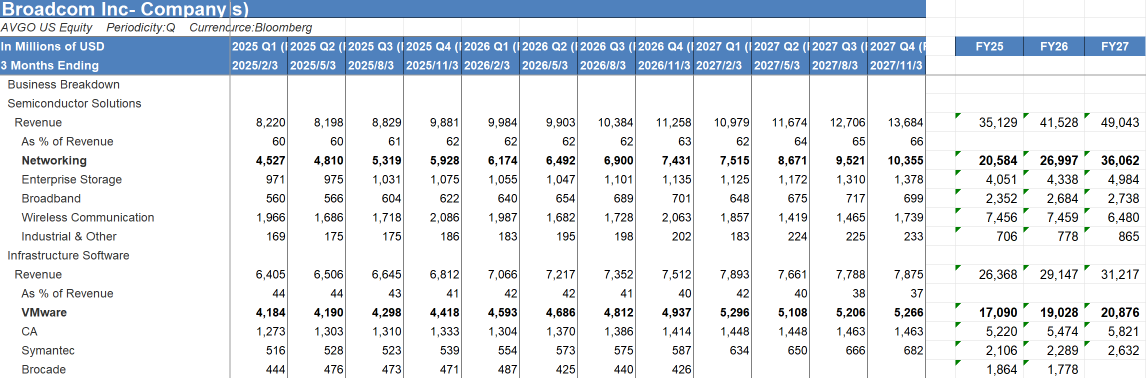 Broadcom Inc- Company s)
AVGO US Equity Periodicity:Q Currencurce:Bloomberg
In Millions of USD 2025 Q1 ( 2025 Q2 ( 2025 Q3 ( 2025 Q4 ( 2026 Q1 ( 2026 Q2 ( 2026 Q3 ( 2026 Q4 ( 2027 Q1 ( 2027 Q2 ( 2027 Q3 ( 2027 Q4 ( FY25 FY26 FY27
3 Months Ending 2025/2/3 2025/5/3 2025/8/3 2025/11/3 2026/2/3 2026/5/3 2026/8/3 2026/11/3 2027/2/3 2027/5/3 2027/8/3 2027/11/3
Business Breakdown
Semiconductor Solutions
Revenue 8,220 8,198 8,829 9,881 9,984 9,903 10,384 11,258 10,979 11,674 12,706 13,684 35,129 41,528 49,043
As % of Revenue 60 60 61 62 62 62 62 63 62 64 65 66
Networking 4,527 4,810 5,319 5,928 6,174 6,492 6,900 7,431 7,515 8,671 9,521 10,355 20,584 26,997 36,062
Enterprise Storage 971 975 1,031 1,075 1,055 1,047 1,101 1,135 1,125 1,172 1,310 1,378 4,051 4,338 4,984
Broadband 560 566 604 622 640 654 689 701 648 675 717 699 2,352 2,684 2,738
Wireless Communication 1,966 1,686 1,718 2,086 1,987 1,682 1,728 2,063 1,857 1,419 1,465 1,739 7,456 7,459 6,480
Industrial & Other 169 175 175 186 183 195 198 202 183 224 225 233 706 778 865
Infrastructure Software
Revenue 6,405 6,506 6,645 6,812 7,066 7,217 7,352 7,512 7,893 7,661 7,788 7,875 26,368 29,147 31,217
As % of Revenue 44 44 43 41 42 42 41 40 42 40 38 37
VMware 4,184 4,190 4,298 4,418 4,593 4,686 4,812 4,937 5,296 5,108 5,206 5,266 17,090 19,028 20,876
CA 1,273 1,303 1,310 1,333 1,304 1,370 1,386 1,414 1,448 1,448 1,463 1,463 5,220 5,474 5,821
Symantec 516 528 523 539 554 573 575 587 634 650 666 682 2,106 2,289 2,632
Brocade 444 476 473 471 487 425 440 426 1,864 1,778